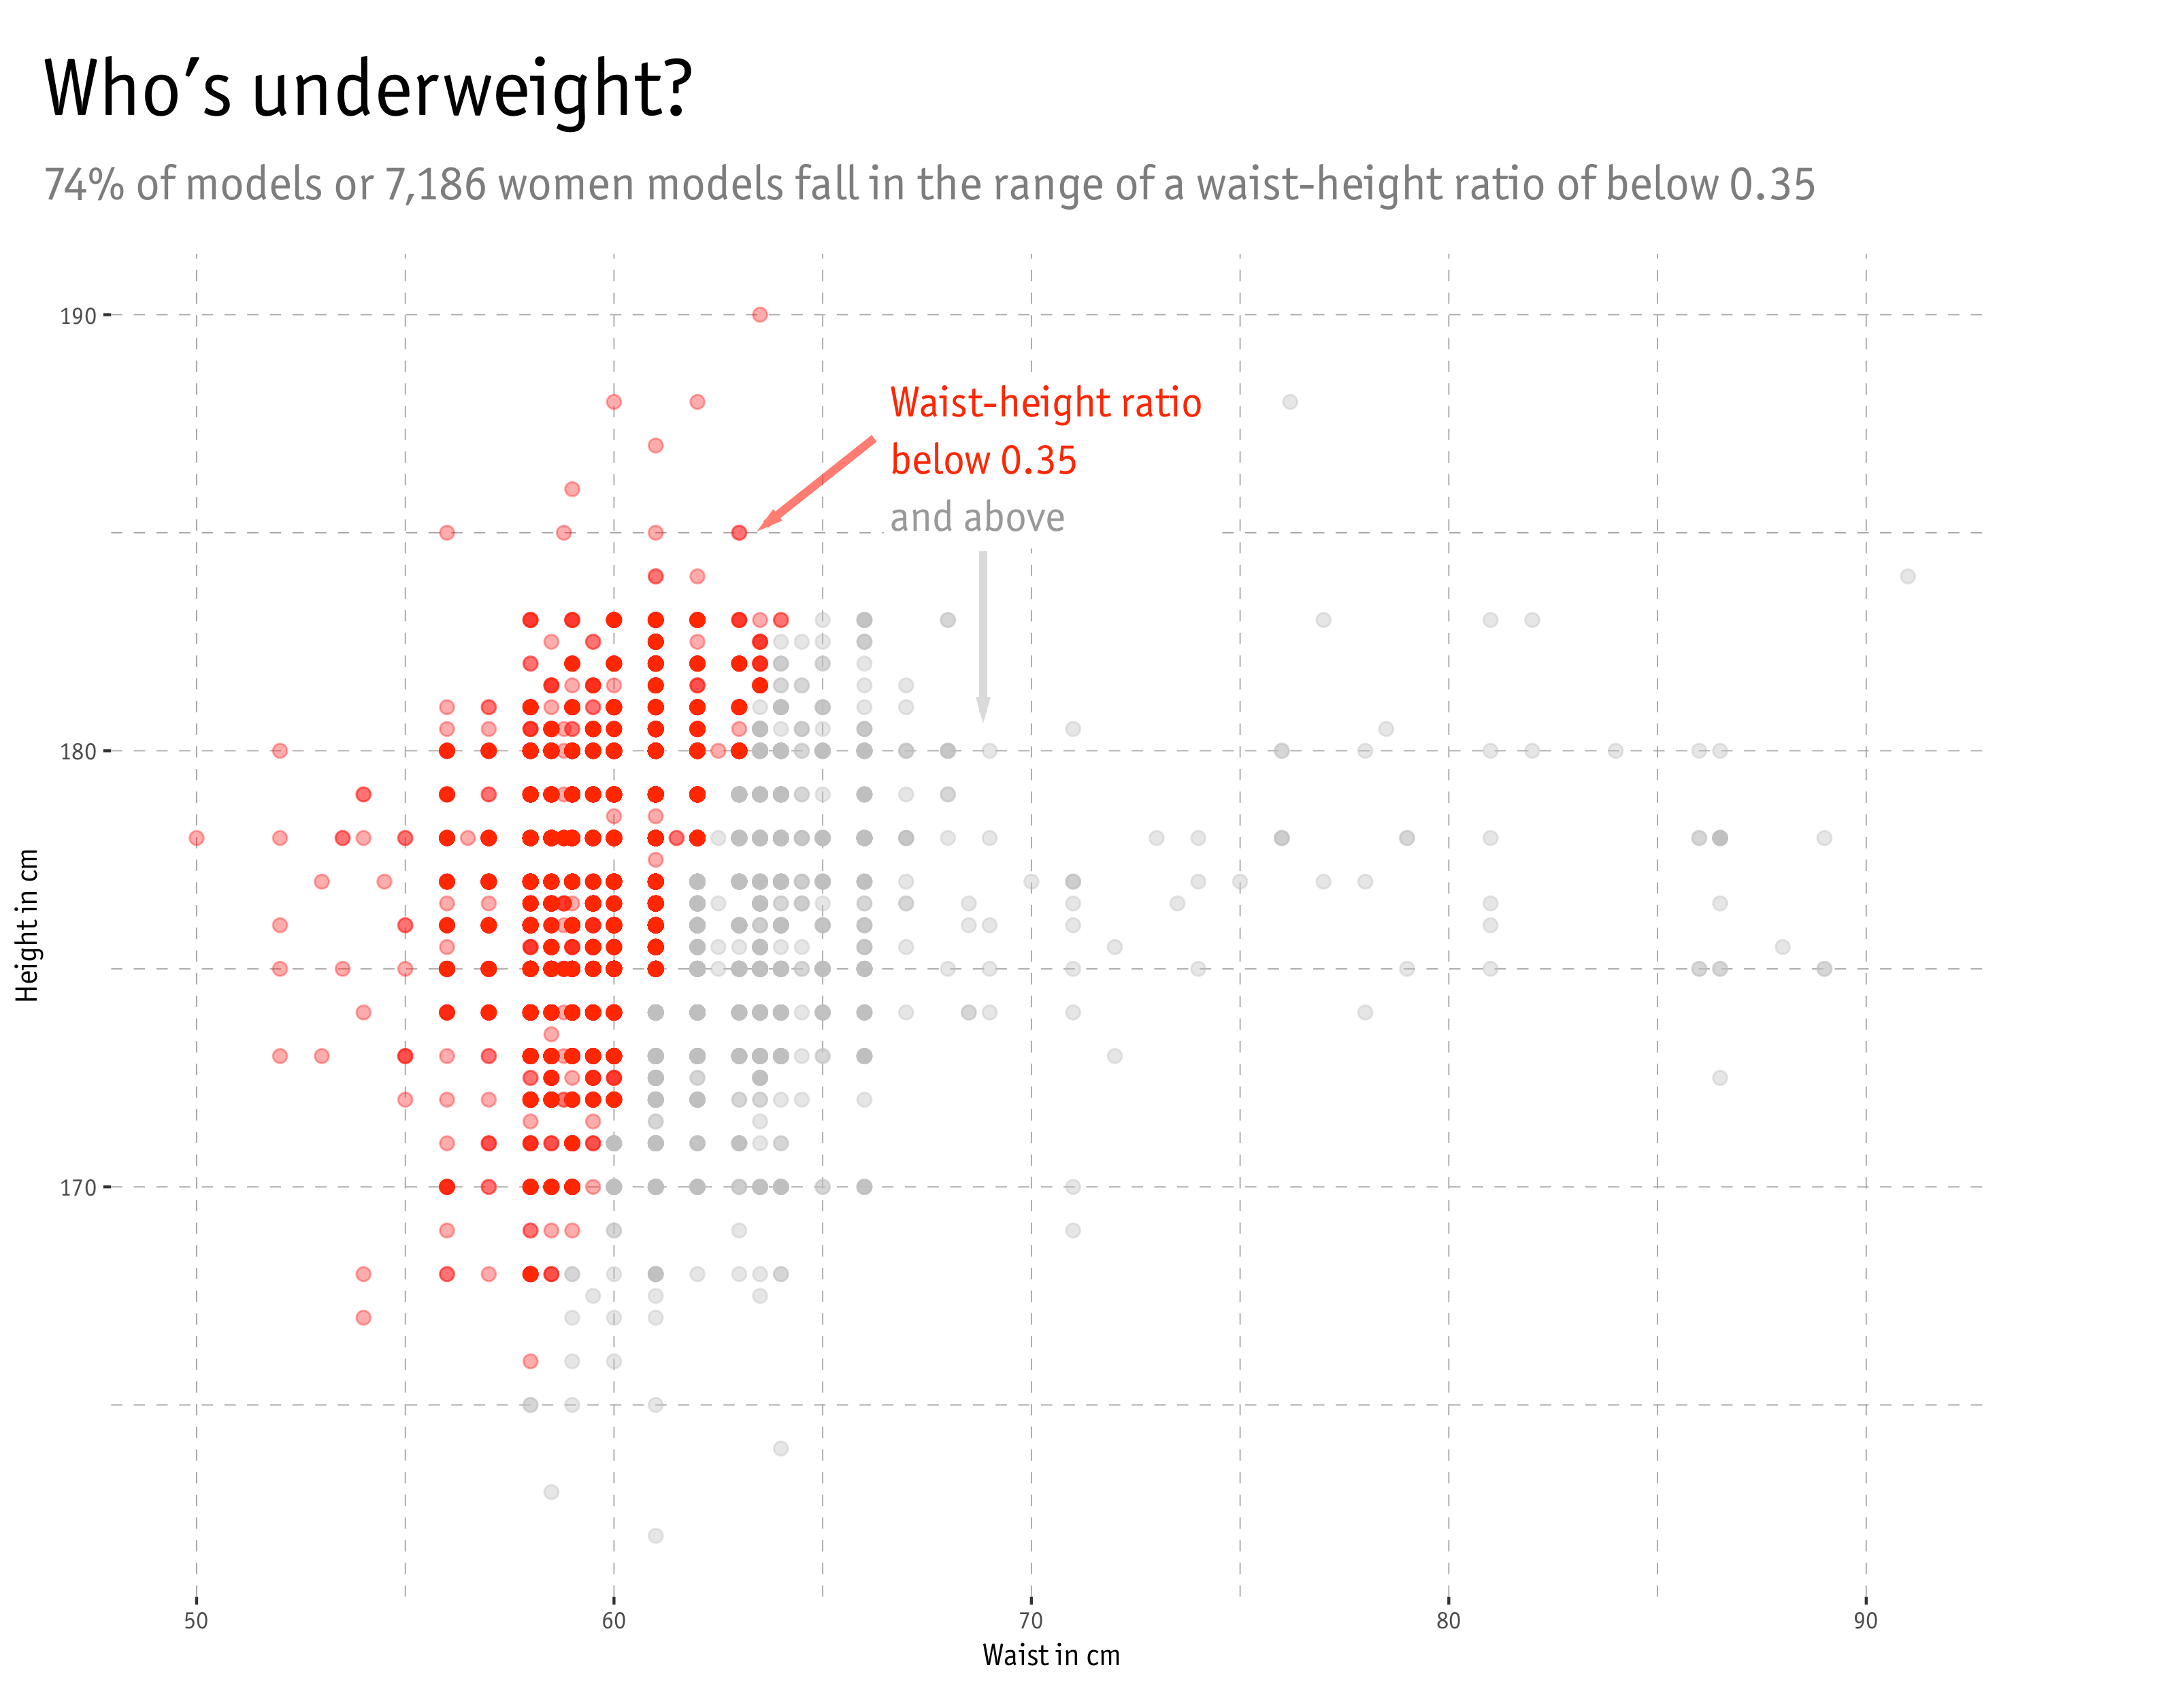 Who's underweight?
74% of models or 7,186 women models fall in the range of a waist-height ratio of below 0.35
190
Waist-height ratio
below 0.35
and above
180
Height in cm
170
50 60 70 80 90
Waist in cm